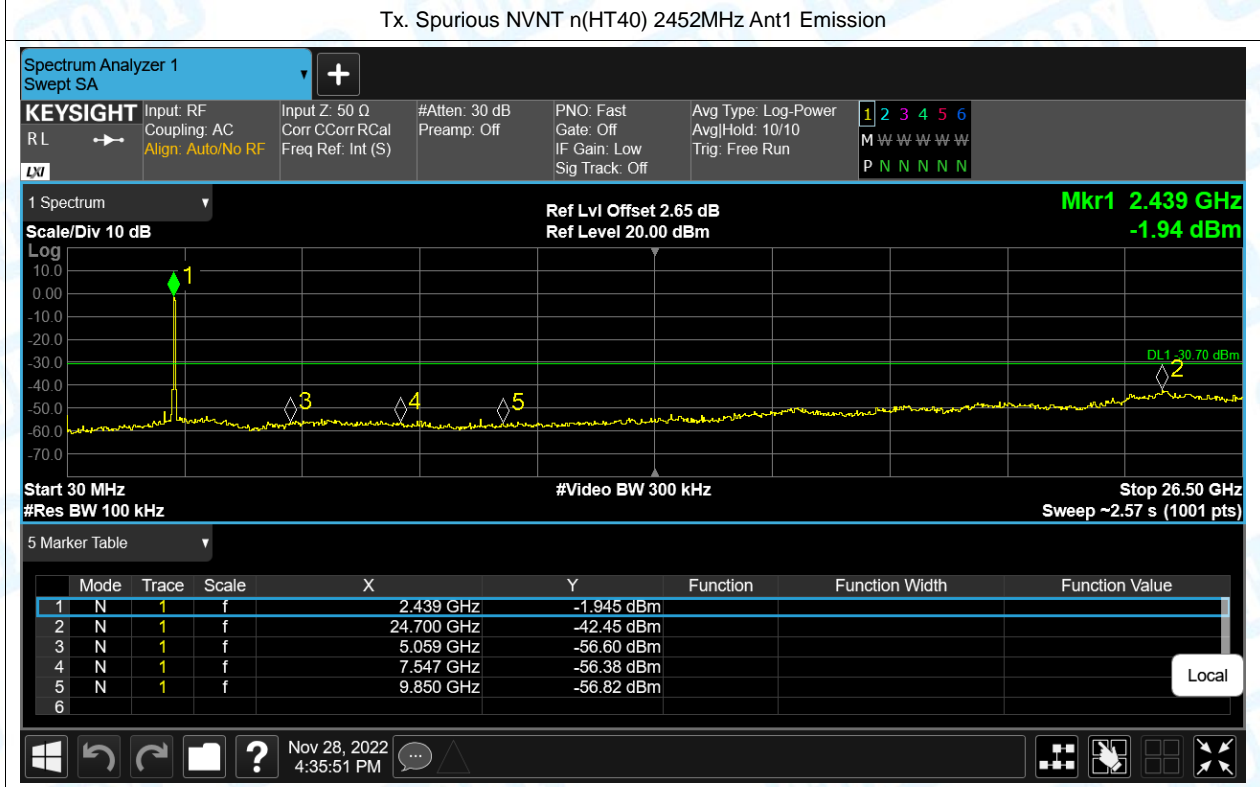 Tx. Spurious NVNT n(HT40) 2452MHz Ant1 Emission
Spectrum Analyzer 1
Swept SA
+
KEYSIGHT Input: RF Input Z: 50 Ω #Atten: 30 dB PNO: Fast Avg Type: Log-Power 1 2 3 4 5 6
R L Coupling: AC Corr CCorr RCal Preamp: Off Gate: Off Avg|Hold: 10/10 M W W W W W
Align: Auto/No RF Freq Ref: Int (S) IF Gain: Low Trig: Free Run
LXI Sig Track: Off P N N N N N
1 Spectrum
Ref Lvl Offset 2.65 dB Mkr1 2.439 GHz
Scale/Div 10 dB Ref Level 20.00 dBm -1.94 dBm
Log
10.0 1
0.00
-10.0
-20.0
-30.0 DL1 -30.70 dBm
2
-40.0
3 4 5
-50.0
-60.0
-70.0
Start 30 MHz #Video BW 300 kHz Stop 26.50 GHz
#Res BW 100 kHz Sweep ~2.57 s (1001 pts)
5 Marker Table
Mode Trace Scale X Y Function Function Width Function Value
1 N 1 f 2.439 GHz -1.945 dBm
2 N 1 f 24.700 GHz -42.45 dBm
3 N 1 f 5.059 GHz -56.60 dBm
4 N 1 f 7.547 GHz -56.38 dBm
5 N 1 f 9.850 GHz -56.82 dBm
6
Local
? Nov 28, 2022
4:35:51 PM